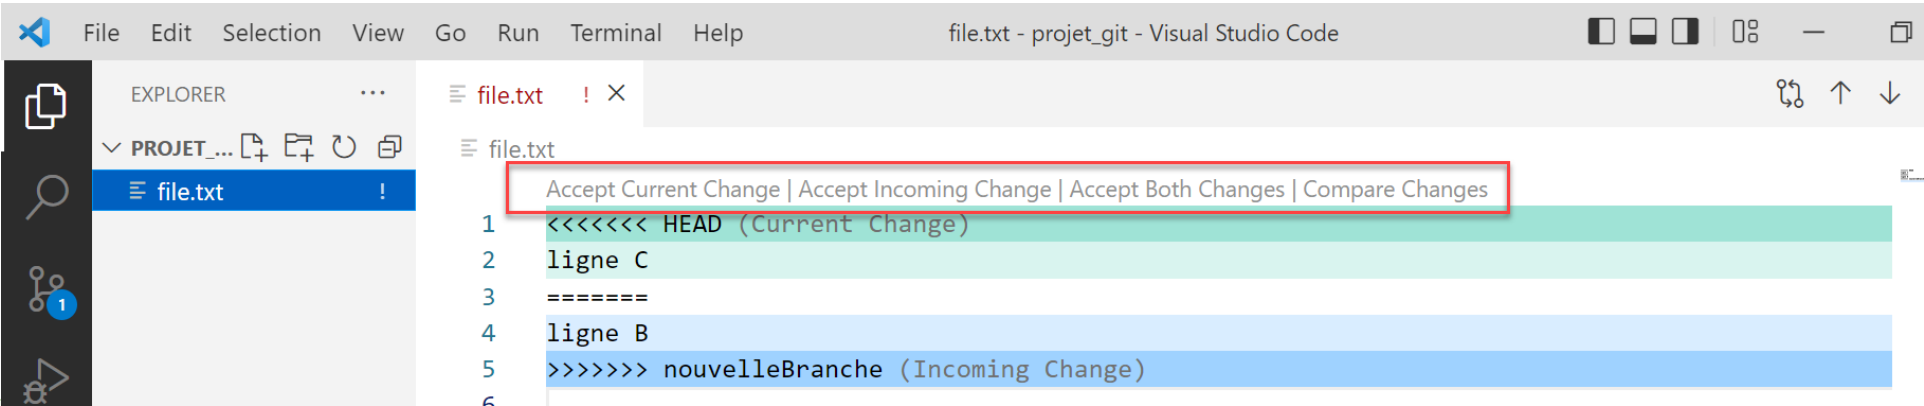 File Edit Selection View Go Run Terminal Help file.txt - projet_git - Visual Studio Code
EXPLORER ...
file.txt !
PROJET_...
file.txt
file.txt !
Accept Current Change | Accept Incoming Change | Accept Both Changes | Compare Changes
1 <<<<<<< HEAD (Current Change)
2 ligne C
3 =======
4 ligne B
5 >>>>>>> nouvelleBranche (Incoming Change)
6
1